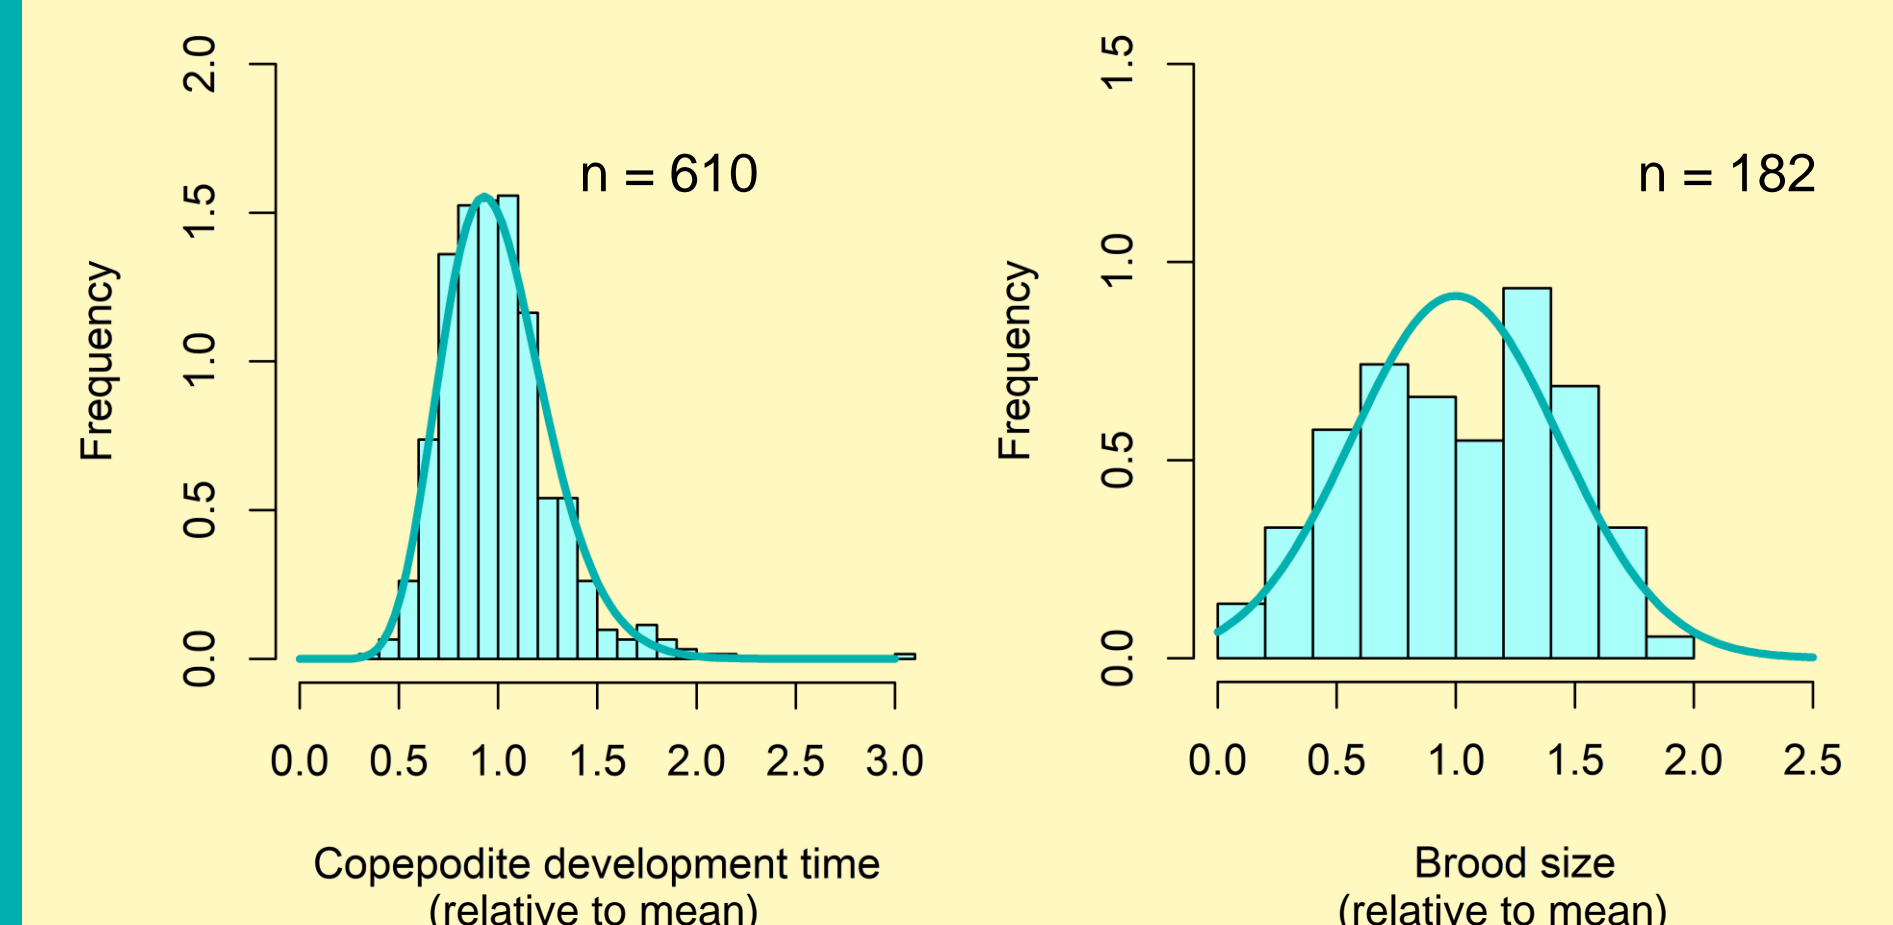 2.0
1.5
1.0
0.5
0.0
Frequency
n = 610
0.0 0.5 1.0 1.5 2.0 2.5 3.0
Copepodite development time
(relative to mean)
1.5
1.0
0.5
0.0
Frequency
n = 182
0.0 0.5 1.0 1.5 2.0 2.5
Brood size
(relative to mean)